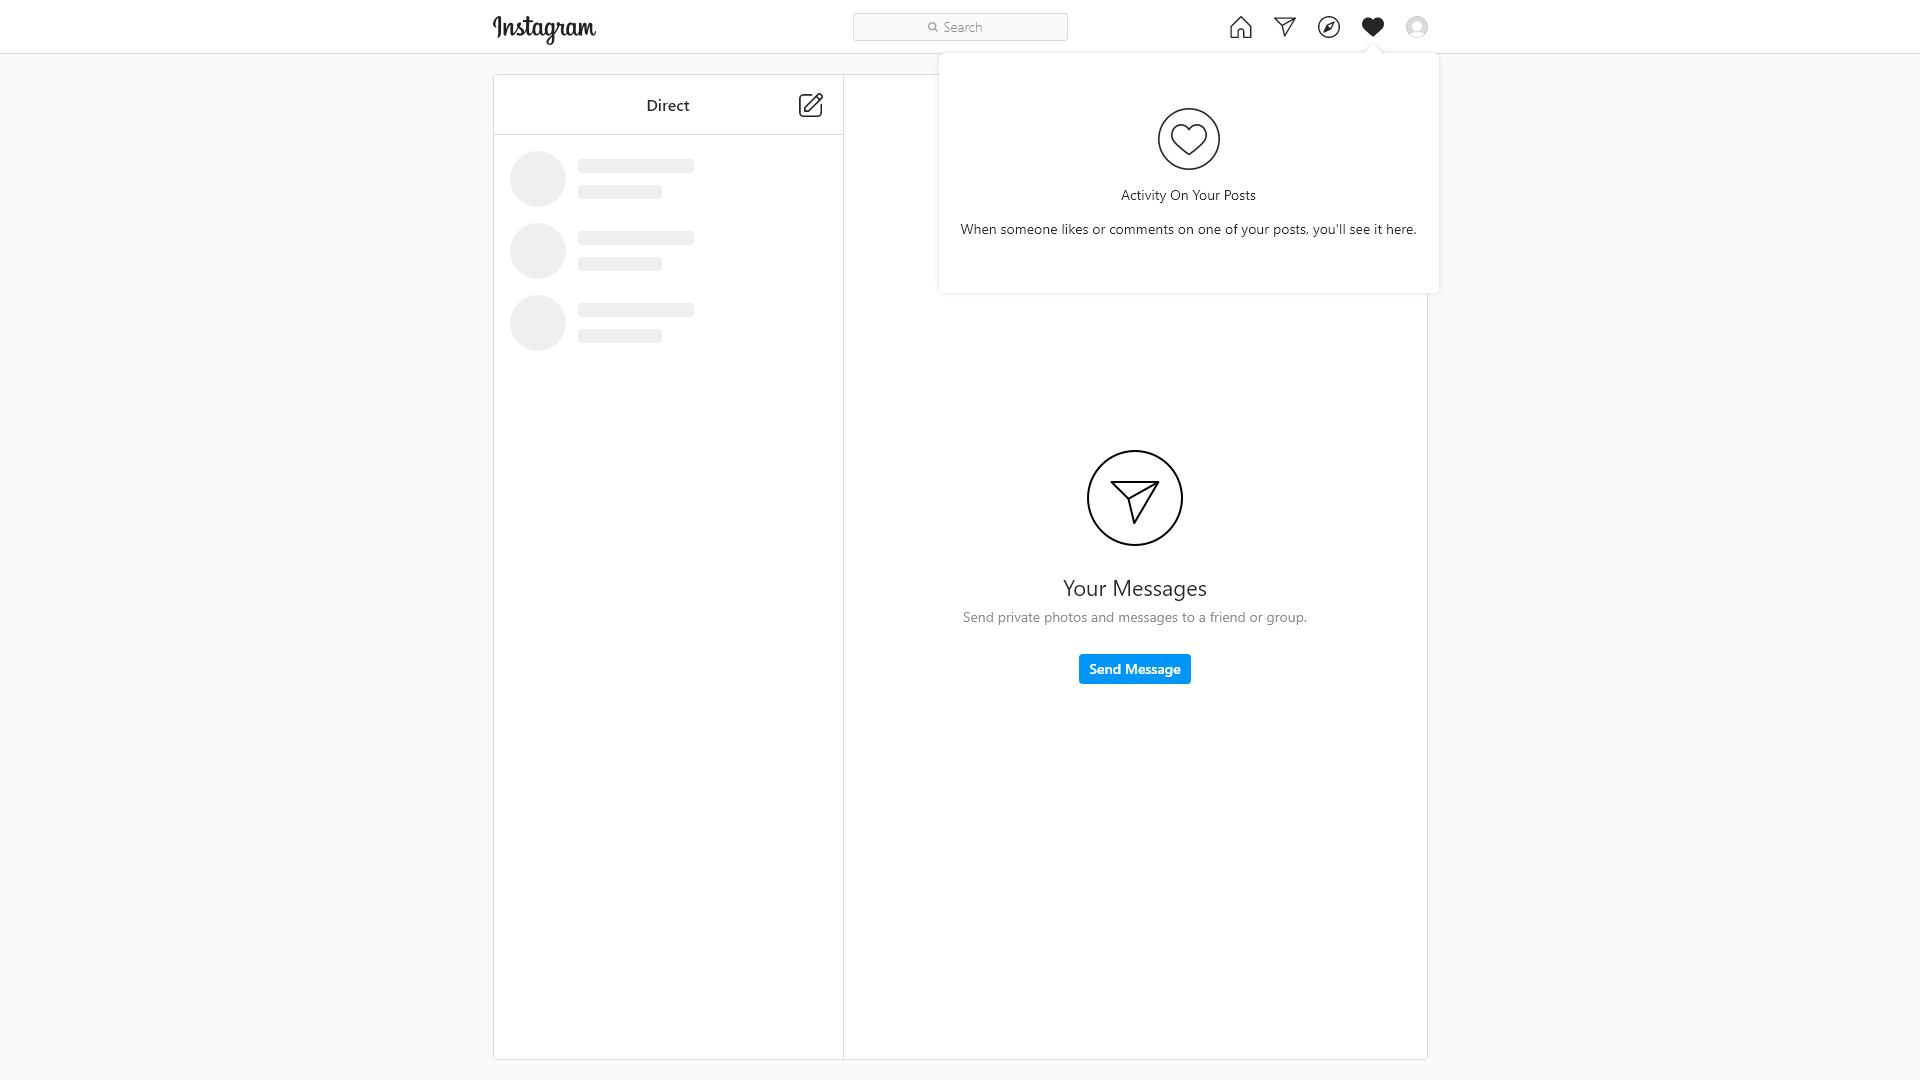 Instagram
Search
Direct
Activity On Your Posts
When someone likes or comments on one of your posts, you'll see it here.
Your Messages
Send private photos and messages to a friend or group.
Send Message